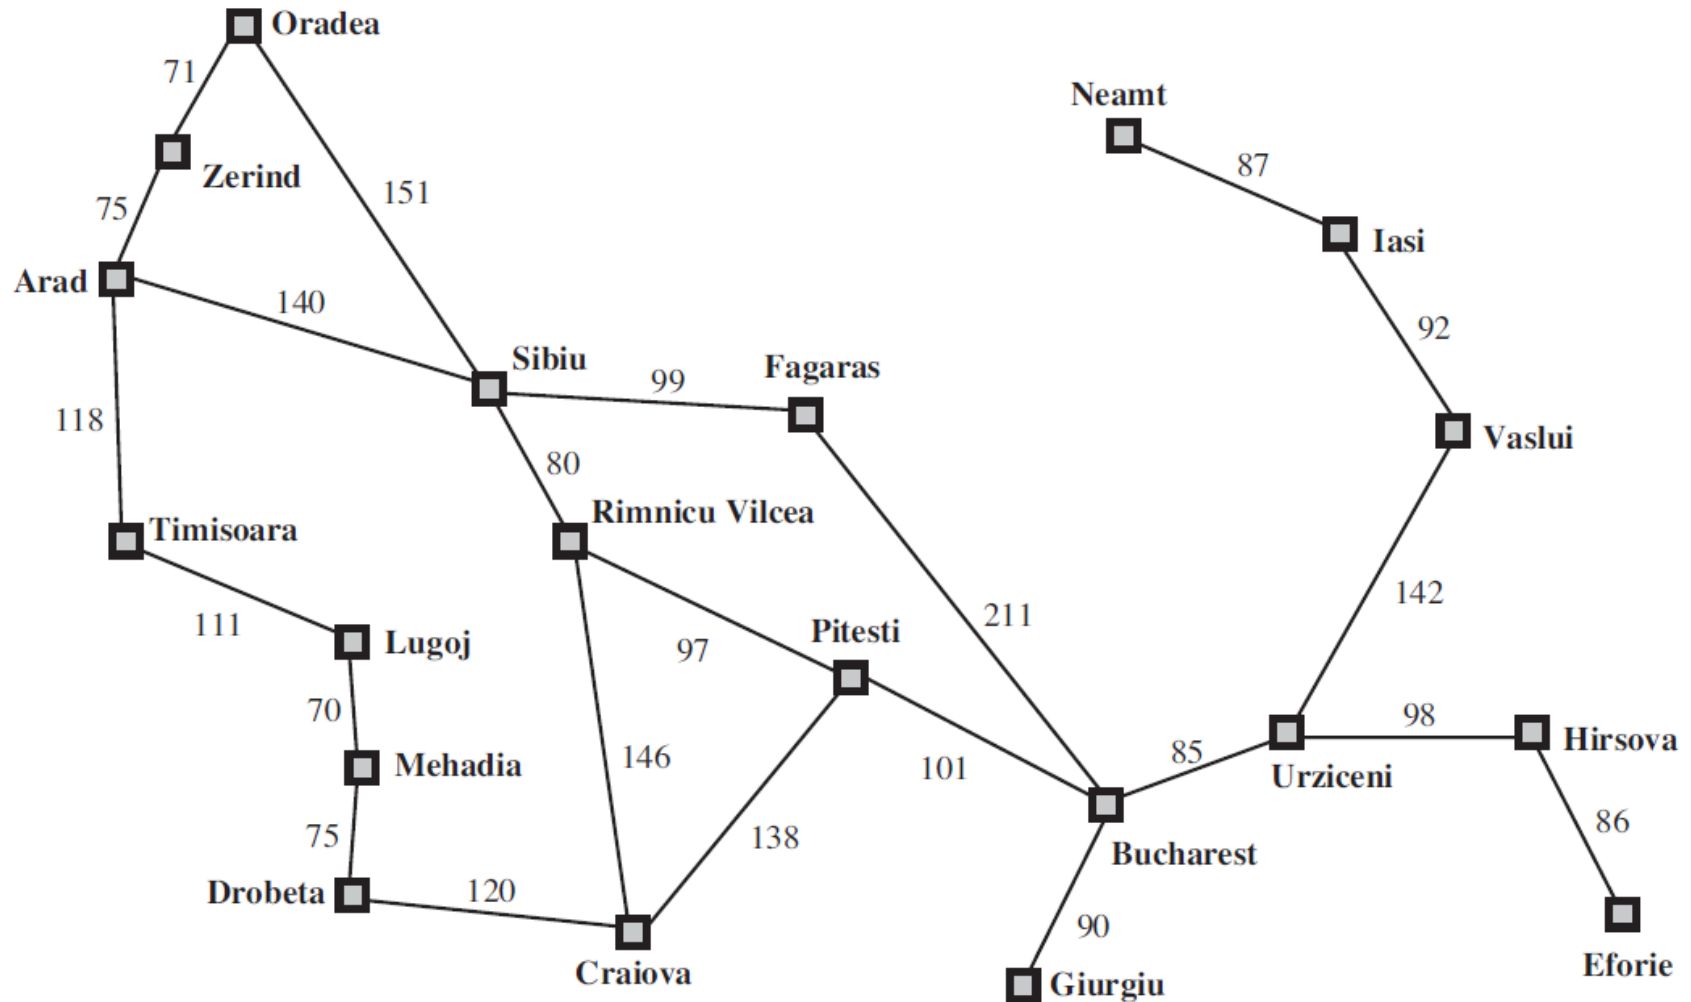 Oradea
71
Neamt
87
Zerind
151
75
Iasi
Arad
140
92
Sibiu
Fagaras
99
118
Vaslui
80
Rimnicu Vilcea
Timisoara
142
211
111
Pitesti
Lugoj
97
70
98
Hirsova
146
85
Mehadia
101
Urziceni
86
75
138
Bucharest
Drobeta
120
90
Eforie
Craiova
Giurgiu